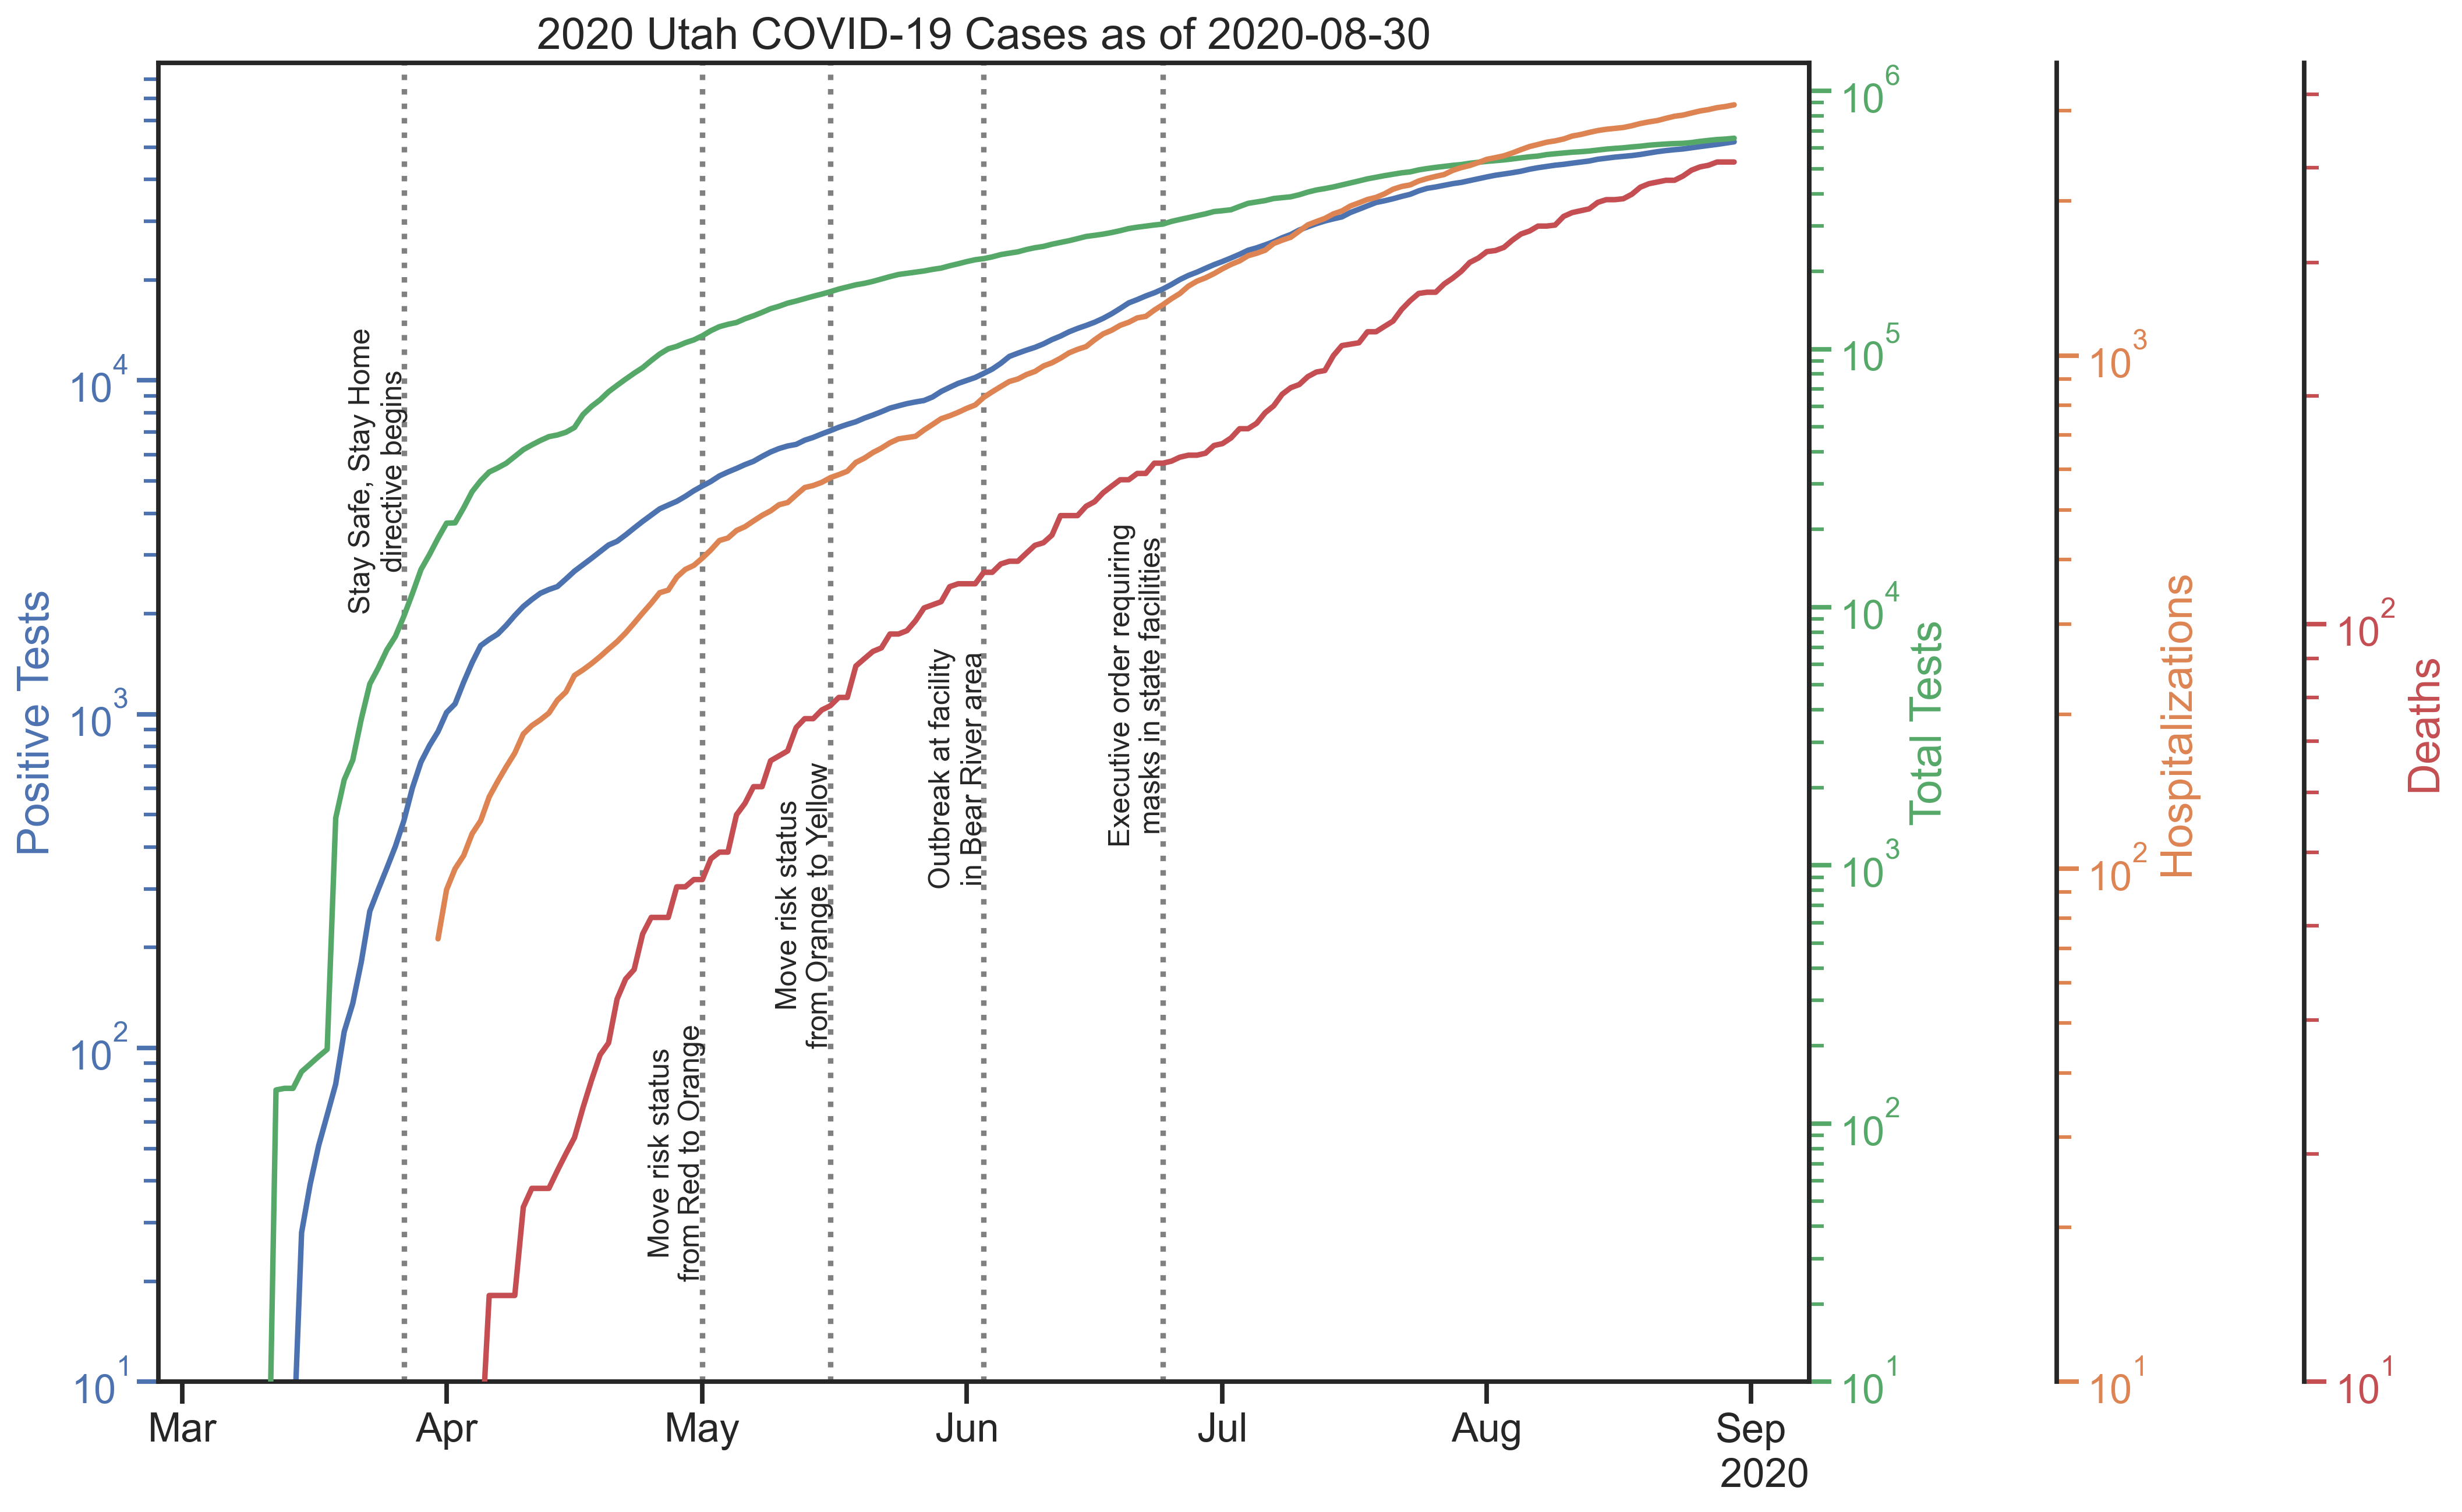 2020 Utah COVID-19 Cases as of 2020-08-30
Positive Tests
10^4
10^3
10^2
10^1
Stay Safe, Stay Home
directive begins
Move risk status
from Red to Orange
Move risk status
from Orange to Yellow
Outbreak at facility
in Bear River area
Executive order requiring
masks in state facilities
10^6
10^5
10^4
10^3
10^2
10^1
Total Tests
10^3
10^2
10^1
Hospitalizations
10^2
10^1
Deaths
Mar Apr May Jun Jul Aug Sep
2020